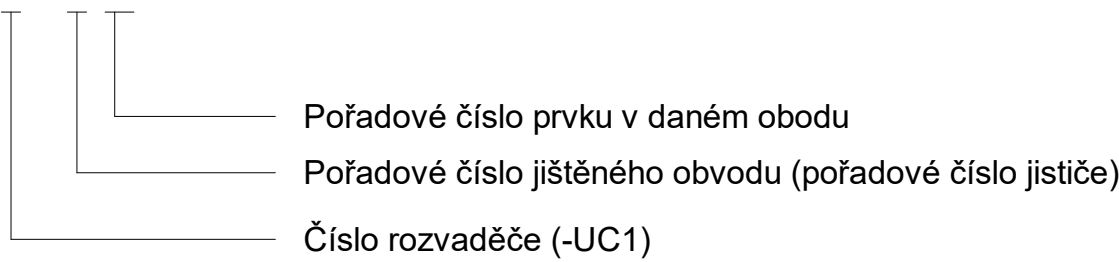 Pořadové číslo prvku v daném obodu
Pořadové číslo jištěného obvodu (pořadové číslo jističe)
Číslo rozvaděče (-UC1)